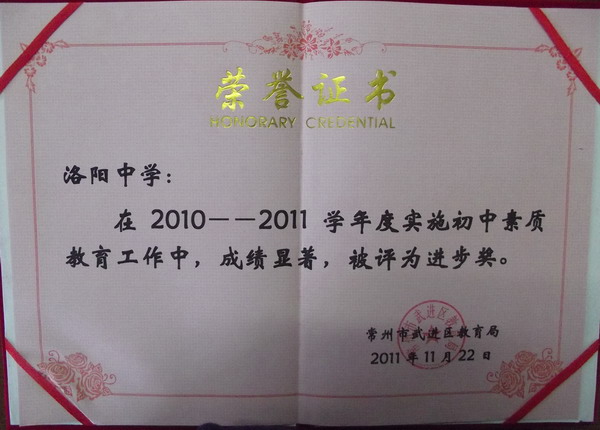 荣誉证书
HONORARY CREDENTIAL
洛阳中学：
在 2010－－2011 学年度实施初中素质
教育工作中，成绩显著，被评为进步奖。
常州市武进区教育局
2011 年 11 月 22 日